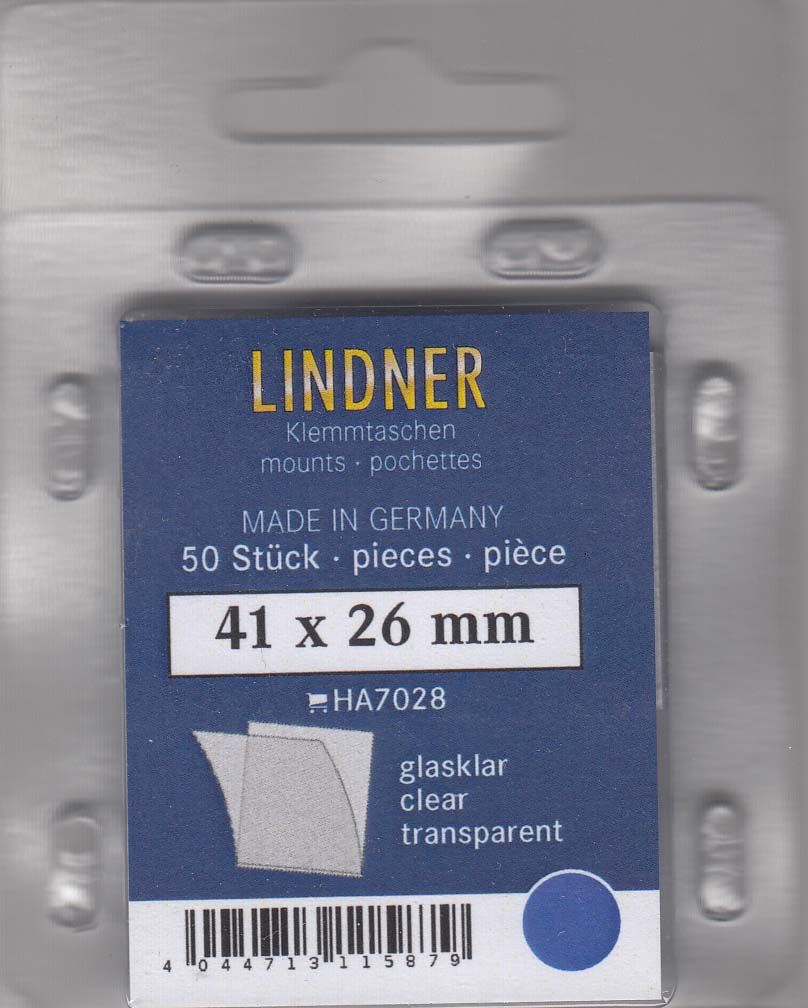 LINDNER
Klemmtaschen
mounts · pochettes
MADE IN GERMANY
50 Stück · pieces · pièce
41 x 26 mm
HA7028
glasklar
clear
transparent
4 044713 115879